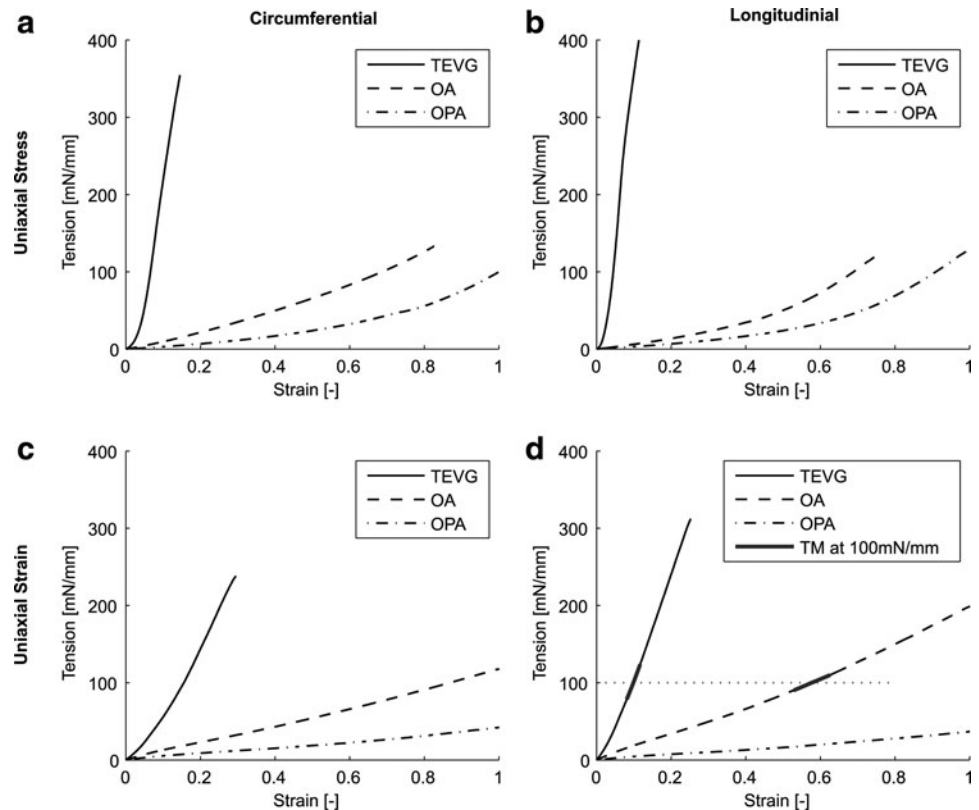 a
Circumferential
b
Longitudinial
Uniaxial Stress
Tension [mN/mm]
400
300
200
100
0
0 0.2 0.4 0.6 0.8 1
Strain [-]
TEVG
OA
OPA
Tension [mN/mm]
400
300
200
100
0
0 0.2 0.4 0.6 0.8 1
Strain [-]
TEVG
OA
OPA
c
d
Uniaxial Strain
Tension [mN/mm]
400
300
200
100
0
0 0.2 0.4 0.6 0.8 1
Strain [-]
TEVG
OA
OPA
Tension [mN/mm]
400
300
200
100
0
0 0.2 0.4 0.6 0.8 1
Strain [-]
TEVG
OA
OPA
TM at 100mN/mm